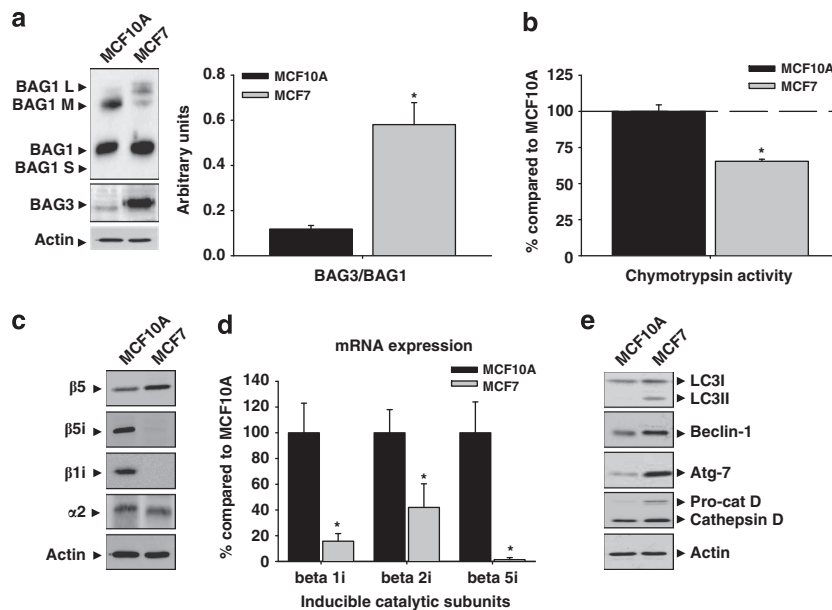 a
MCF10A
MCF7
BAG1 L
BAG1 M
BAG1
BAG1 S
BAG3
Actin
MCF10A
MCF7
Arbitrary units
0.8
0.6
0.4
0.2
0.0
*
BAG3/BAG1
b
MCF10A
MCF7
% compared to MCF10A
125
100
75
50
25
0
*
Chymotrypsin activity
c
MCF10A
MCF7
β5
β5i
β1i
α2
Actin
d
mRNA expression
MCF10A
MCF7
% compared to MCF10A
140
120
100
80
60
40
20
0
*
*
*
beta 1i
beta 2i
beta 5i
Inducible catalytic subunits
e
MCF10A
MCF7
LC3I
LC3II
Beclin-1
Atg-7
Pro-cat D
Cathepsin D
Actin